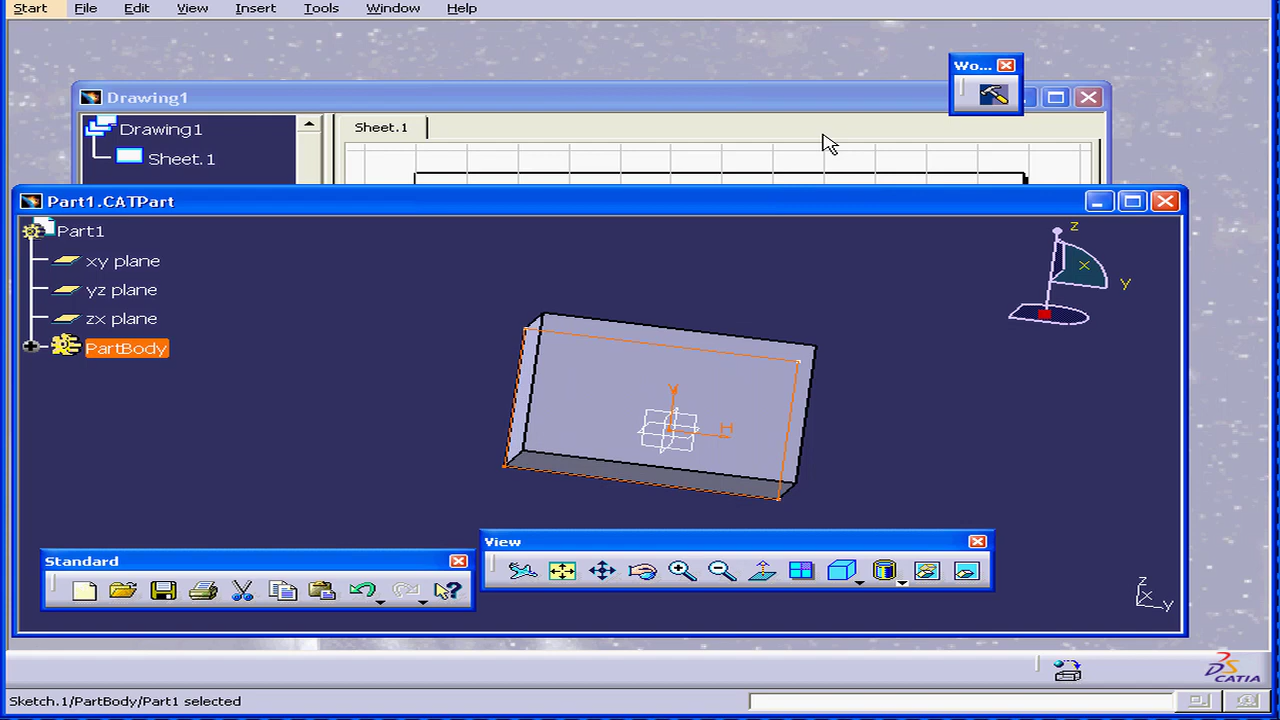 Start File Edit View Insert Tools Window Help
Wo...
Drawing1
Drawing1
Sheet.1
Sheet.1
Part1.CATPart
Part1
xy plane
yz plane
zx plane
PartBody
z
x
y
V
H
Standard
View
z
x
y
DS
CATIA
Sketch.1/PartBody/Part1 selected